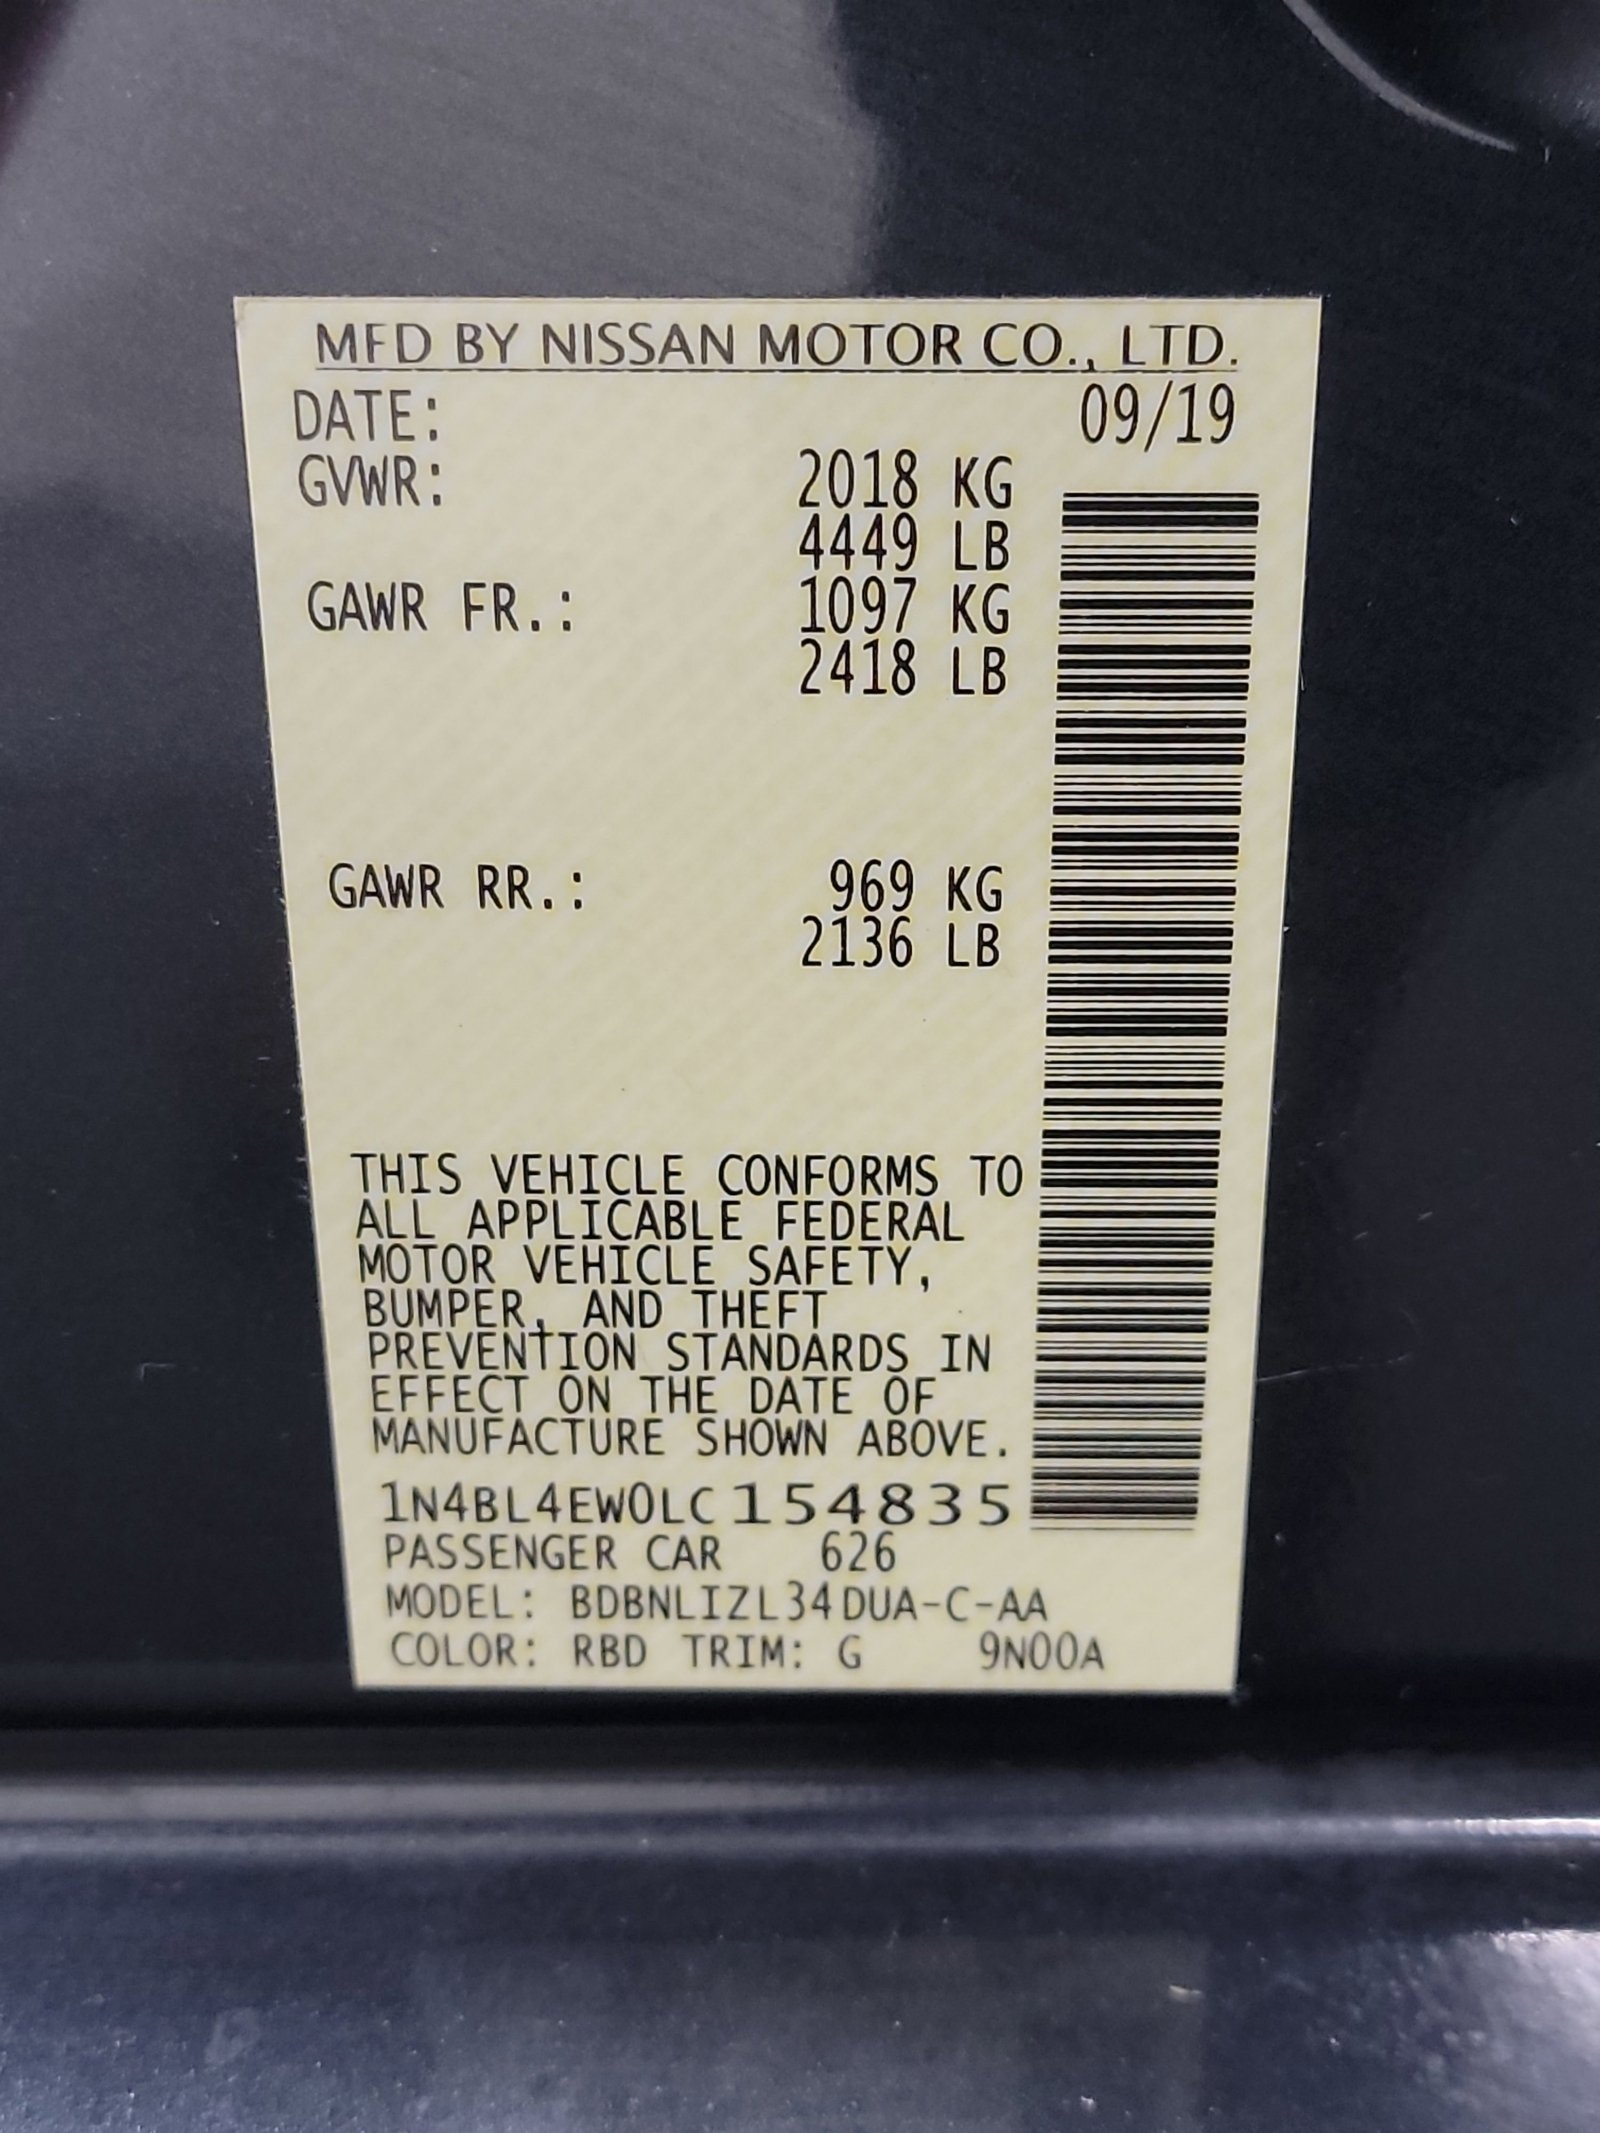 MFD BY NISSAN MOTOR CO., LTD.
DATE: 09/19
GVWR: 2018 KG
4449 LB
GAWR FR.: 1097 KG
2418 LB
GAWR RR.: 969 KG
2136 LB
THIS VEHICLE CONFORMS TO
ALL APPLICABLE FEDERAL
MOTOR VEHICLE SAFETY,
BUMPER, AND THEFT
PREVENTION STANDARDS IN
EFFECT ON THE DATE OF
MANUFACTURE SHOWN ABOVE.
1N4BL4EW0LC154835
PASSENGER CAR 626
MODEL: BDBNLIZL34DUA-C-AA
COLOR: RBD TRIM: G 9N00A